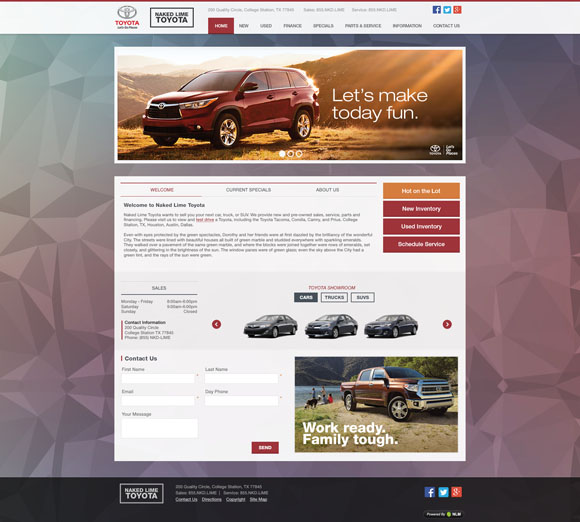 TOYOTA
Let's Go Places
NAKED LIME
TOYOTA
200 Quality Circle, College Station, TX 77845 Sales: 855.NKD.LIME Service: 855.NKD.LIME
HOME NEW USED FINANCE SPECIALS PARTS & SERVICE INFORMATION CONTACT US
Let's make
today fun.
TOYOTA
Let's
Go
Places
WELCOME CURRENT SPECIALS ABOUT US
Welcome to Naked Lime Toyota
Naked Lime Toyota wants to sell you your next car, truck, or SUV. We provide new and pre-owned sales, service, parts and
financing. Please visit us to view and test drive a Toyota, including the Toyota Tacoma, Corolla, Camry, and Prius. College
Station, TX, Houston, Austin, Dallas.
Even with eyes protected by the green spectacles, Dorothy and her friends were at first dazzled by the brilliancy of the wonderful
City. The streets were lined with beautiful houses all built of green marble and studded everywhere with sparkling emeralds.
They walked over a pavement of the same green marble, and where the blocks were joined together were rows of emeralds, set
closely, and glittering in the brightness of the sun. The window panes were of green glass; even the sky above the City had a
green tint, and the rays of the sun were green.
Hot on the Lot
New Inventory
Used Inventory
Schedule Service
SALES
Monday - Friday 8:00am-8:00pm
Saturday 9:00am-5:00pm
Sunday Closed
Contact Information
200 Quality Circle
College Station TX 77845
Phone: (855) NKD-LIME
TOYOTA SHOWROOM
CARS TRUCKS SUVS
Contact Us
First Name * Last Name *
Email * Day Phone *
Your Message
SEND
Work ready.
Family tough.
NAKED LIME
TOYOTA
200 Quality Circle, College Station, TX 77845
Sales: 855.NKD.LIME | Service: 855.NKD.LIME
Contact Us Directions Copyright Site Map
Powered By NLM